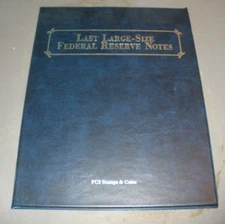 Last Large-Size
Federal Reserve Notes
PCS Stamps & Coins